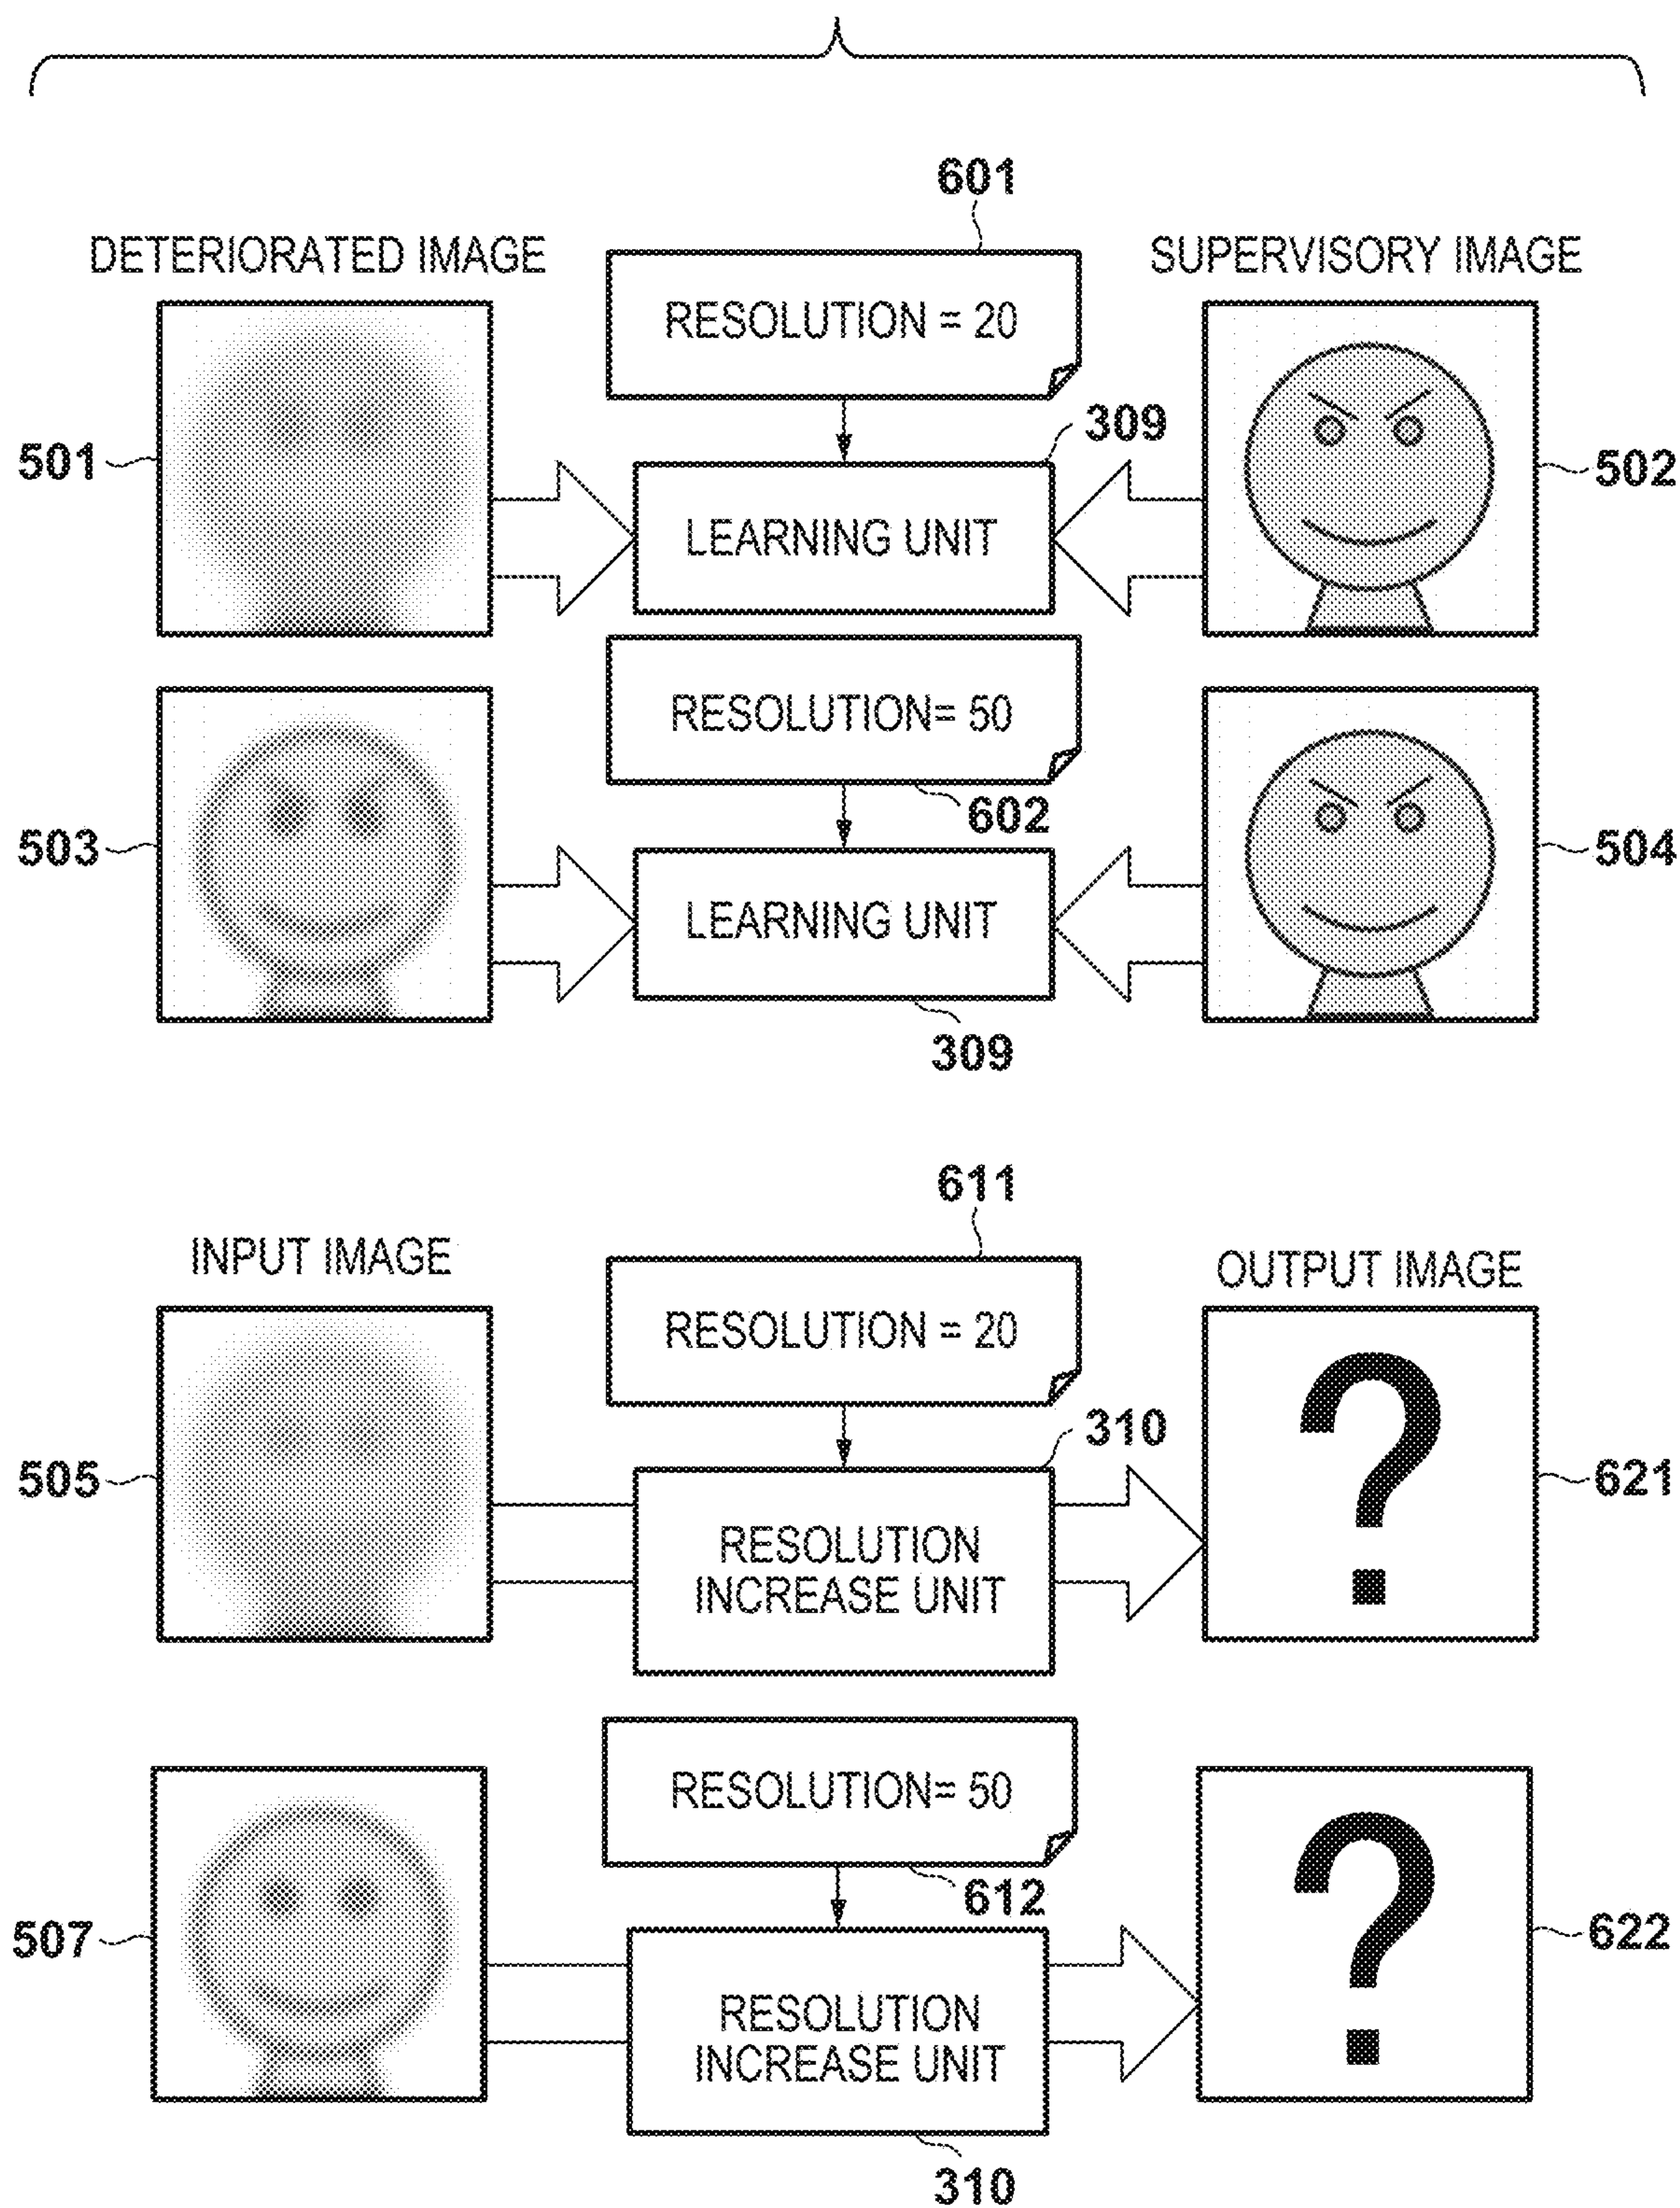 601
DETERIORATED IMAGE
RESOLUTION = 20
SUPERVISORY IMAGE
309
501
LEARNING UNIT
502
RESOLUTION= 50
602
503
LEARNING UNIT
504
309
611
INPUT IMAGE
RESOLUTION = 20
OUTPUT IMAGE
310
505
RESOLUTION
INCREASE UNIT
?
621
RESOLUTION= 50
612
507
RESOLUTION
INCREASE UNIT
?
622
310